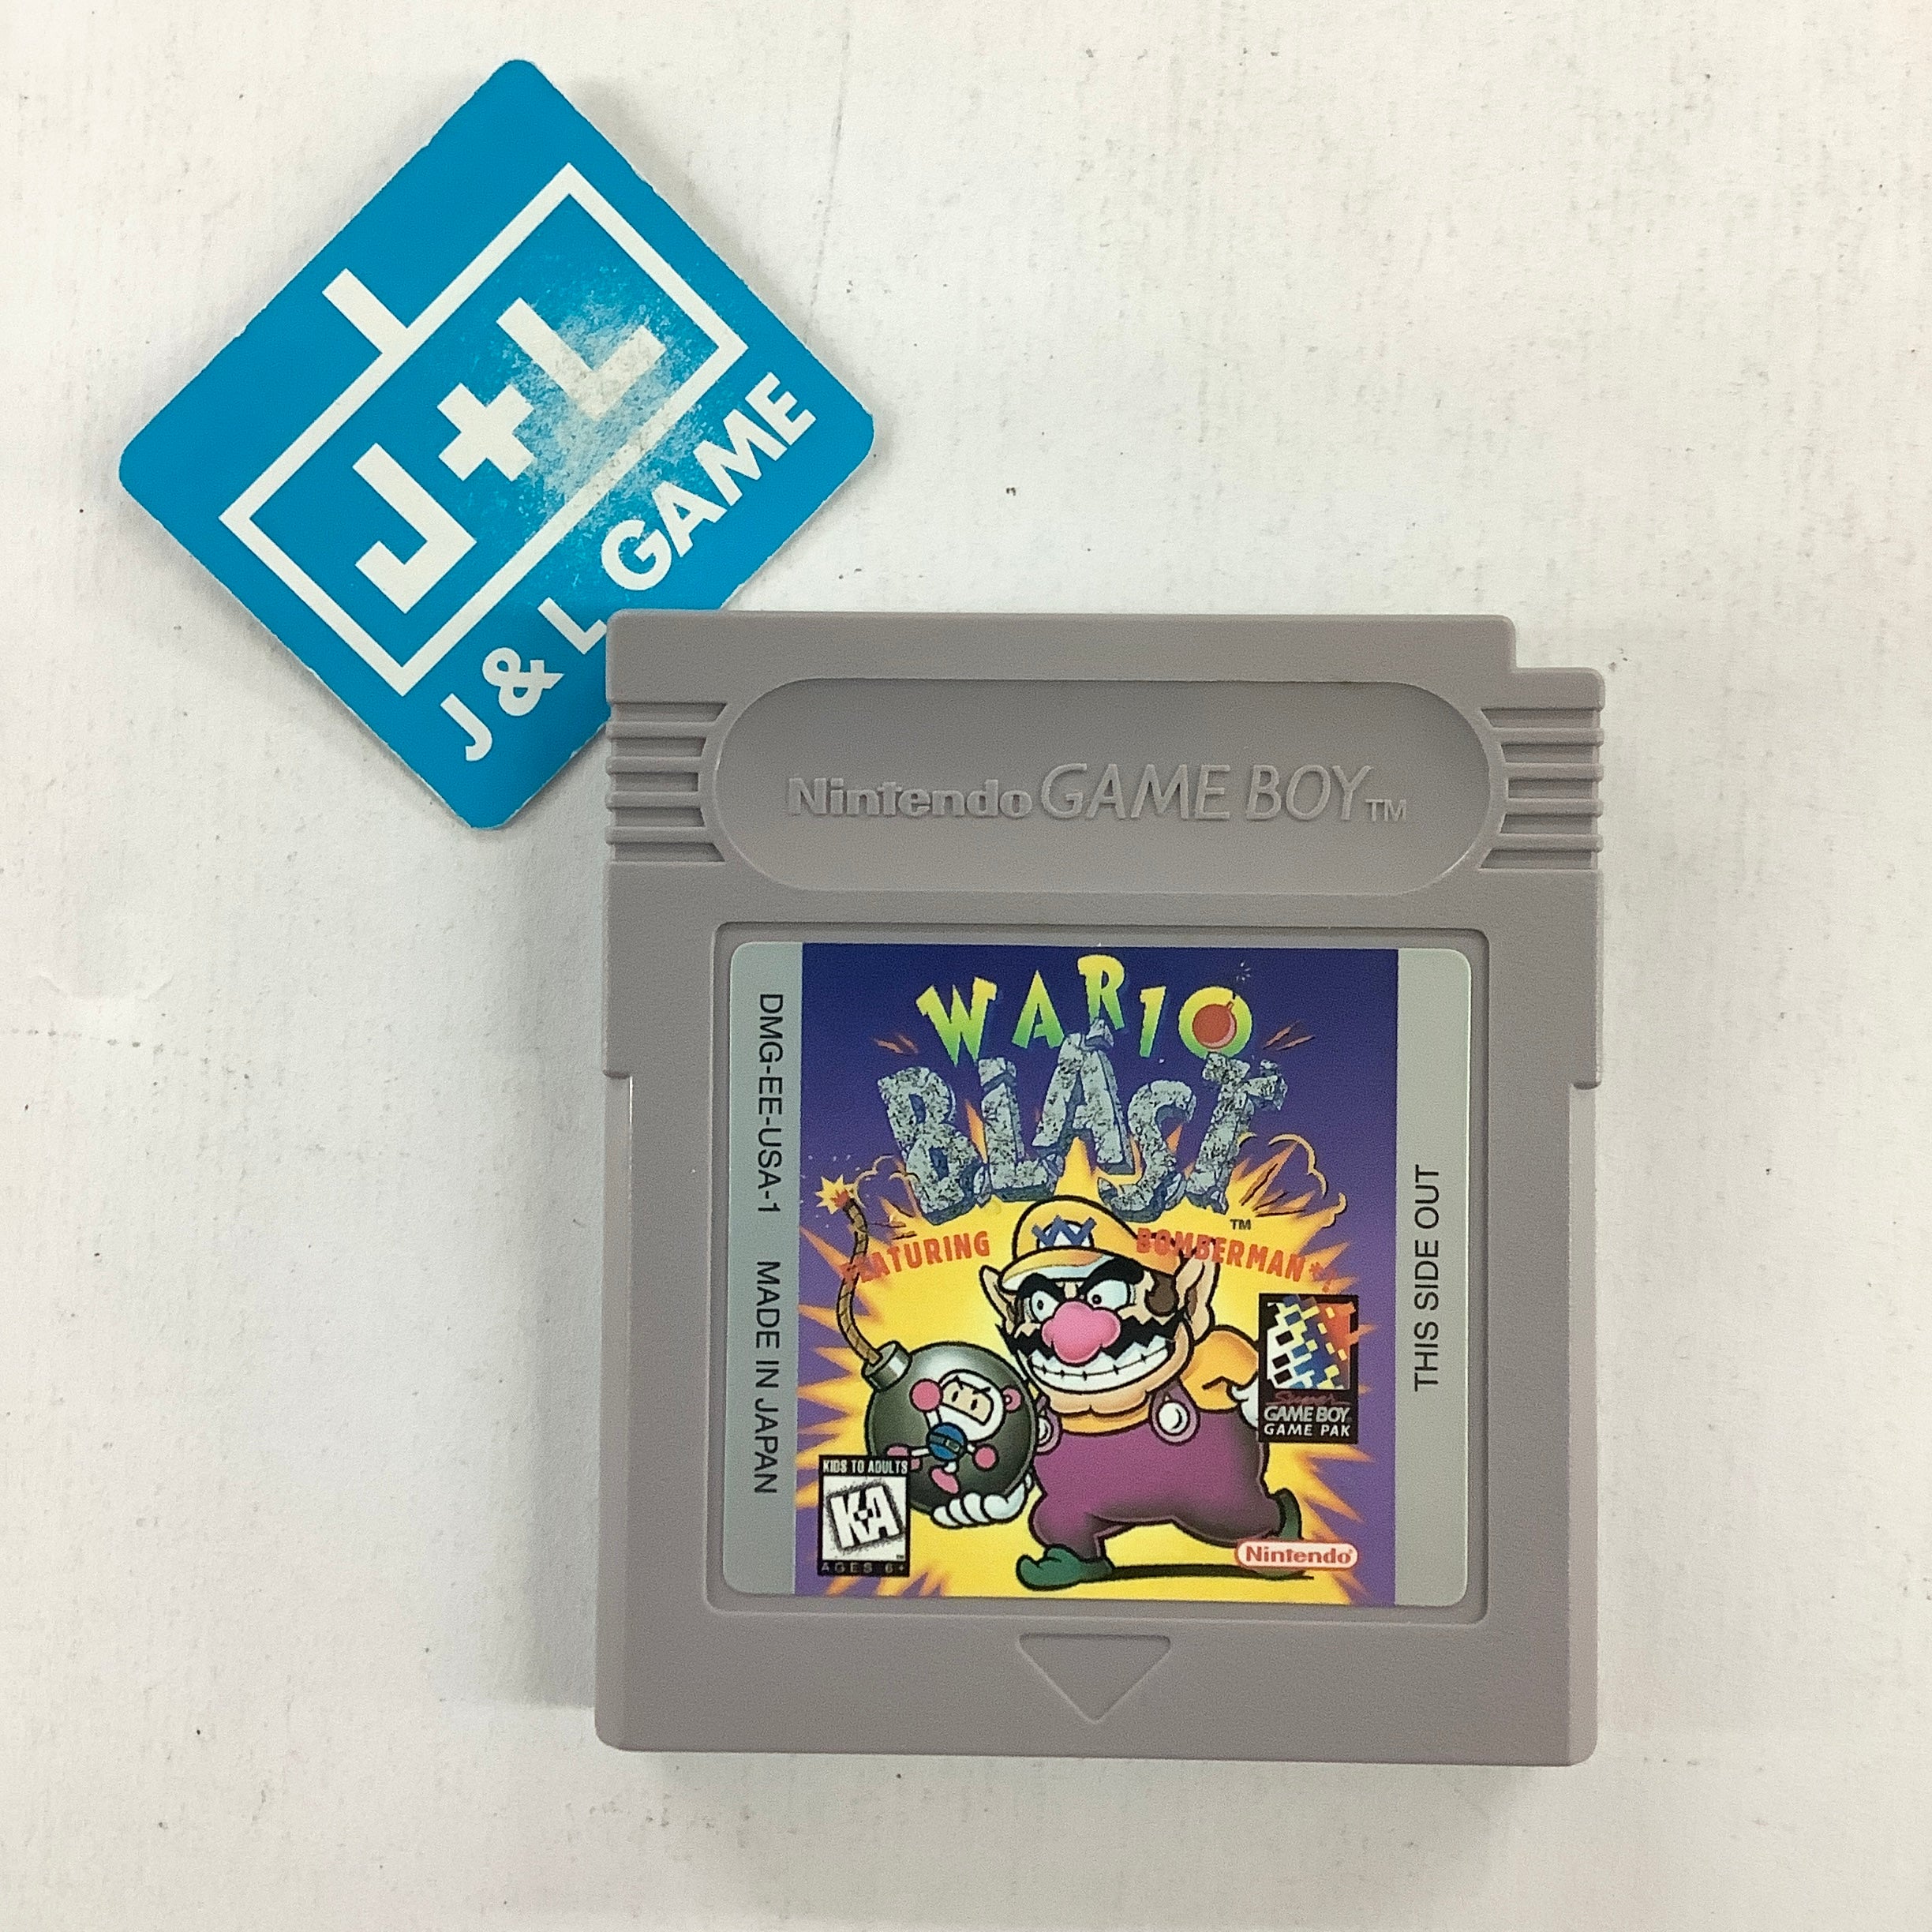 J+L
J & L GAME
Nintendo GAME BOY TM
DMG-EE-USA-1 MADE IN JAPAN
WARIO
BLAST
TM
FEATURING BOMBERMAN
W
Super
GAME BOY
GAME PAK
KIDS TO ADULTS
K-A
AGES 6+
Nintendo®
THIS SIDE OUT